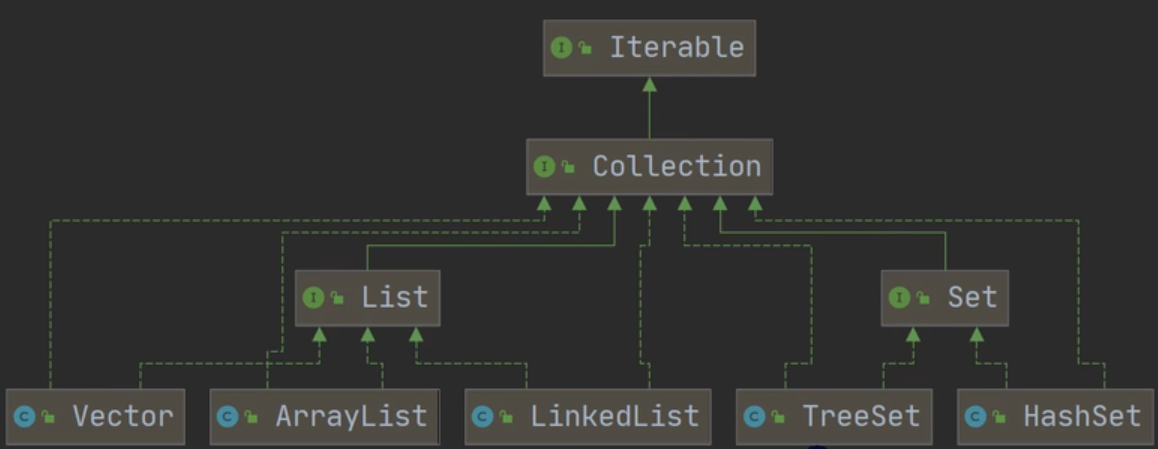 Iterable
Collection
List
Set
Vector
ArrayList
LinkedList
TreeSet
HashSet